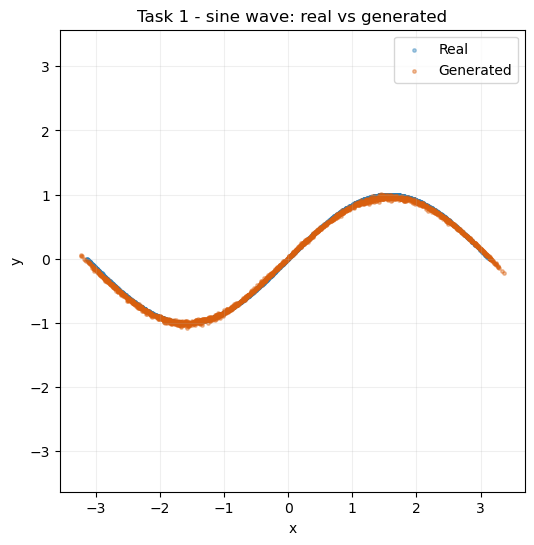 Task 1 - sine wave: real vs generated
Real
Generated
3
2
1
0
−1
−2
−3
y
−3
−2
−1
0
1
2
3
x